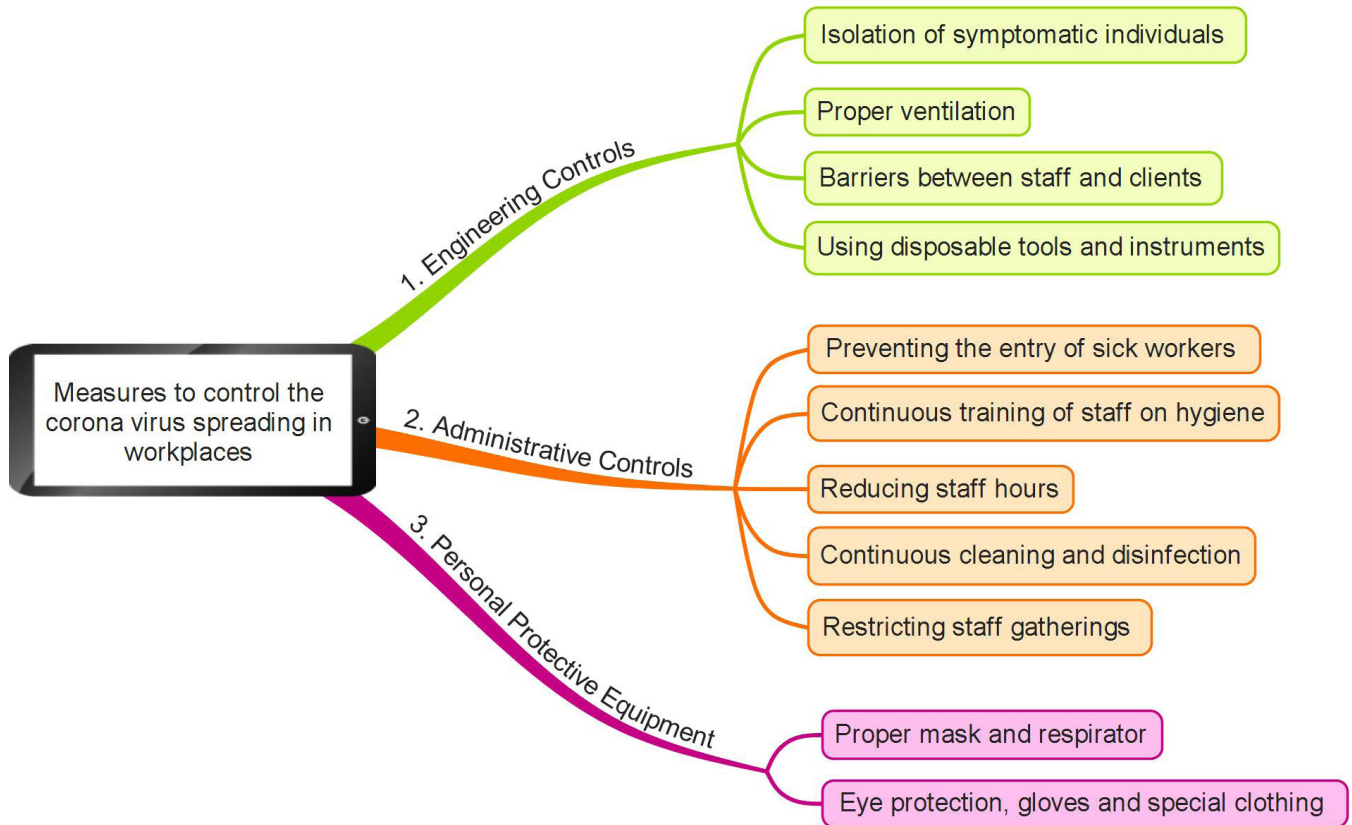 Measures to control the
corona virus spreading in
workplaces
1. Engineering Controls
Isolation of symptomatic individuals
Proper ventilation
Barriers between staff and clients
Using disposable tools and instruments
2. Administrative Controls
Preventing the entry of sick workers
Continuous training of staff on hygiene
Reducing staff hours
Continuous cleaning and disinfection
Restricting staff gatherings
3. Personal Protective Equipment
Proper mask and respirator
Eye protection, gloves and special clothing